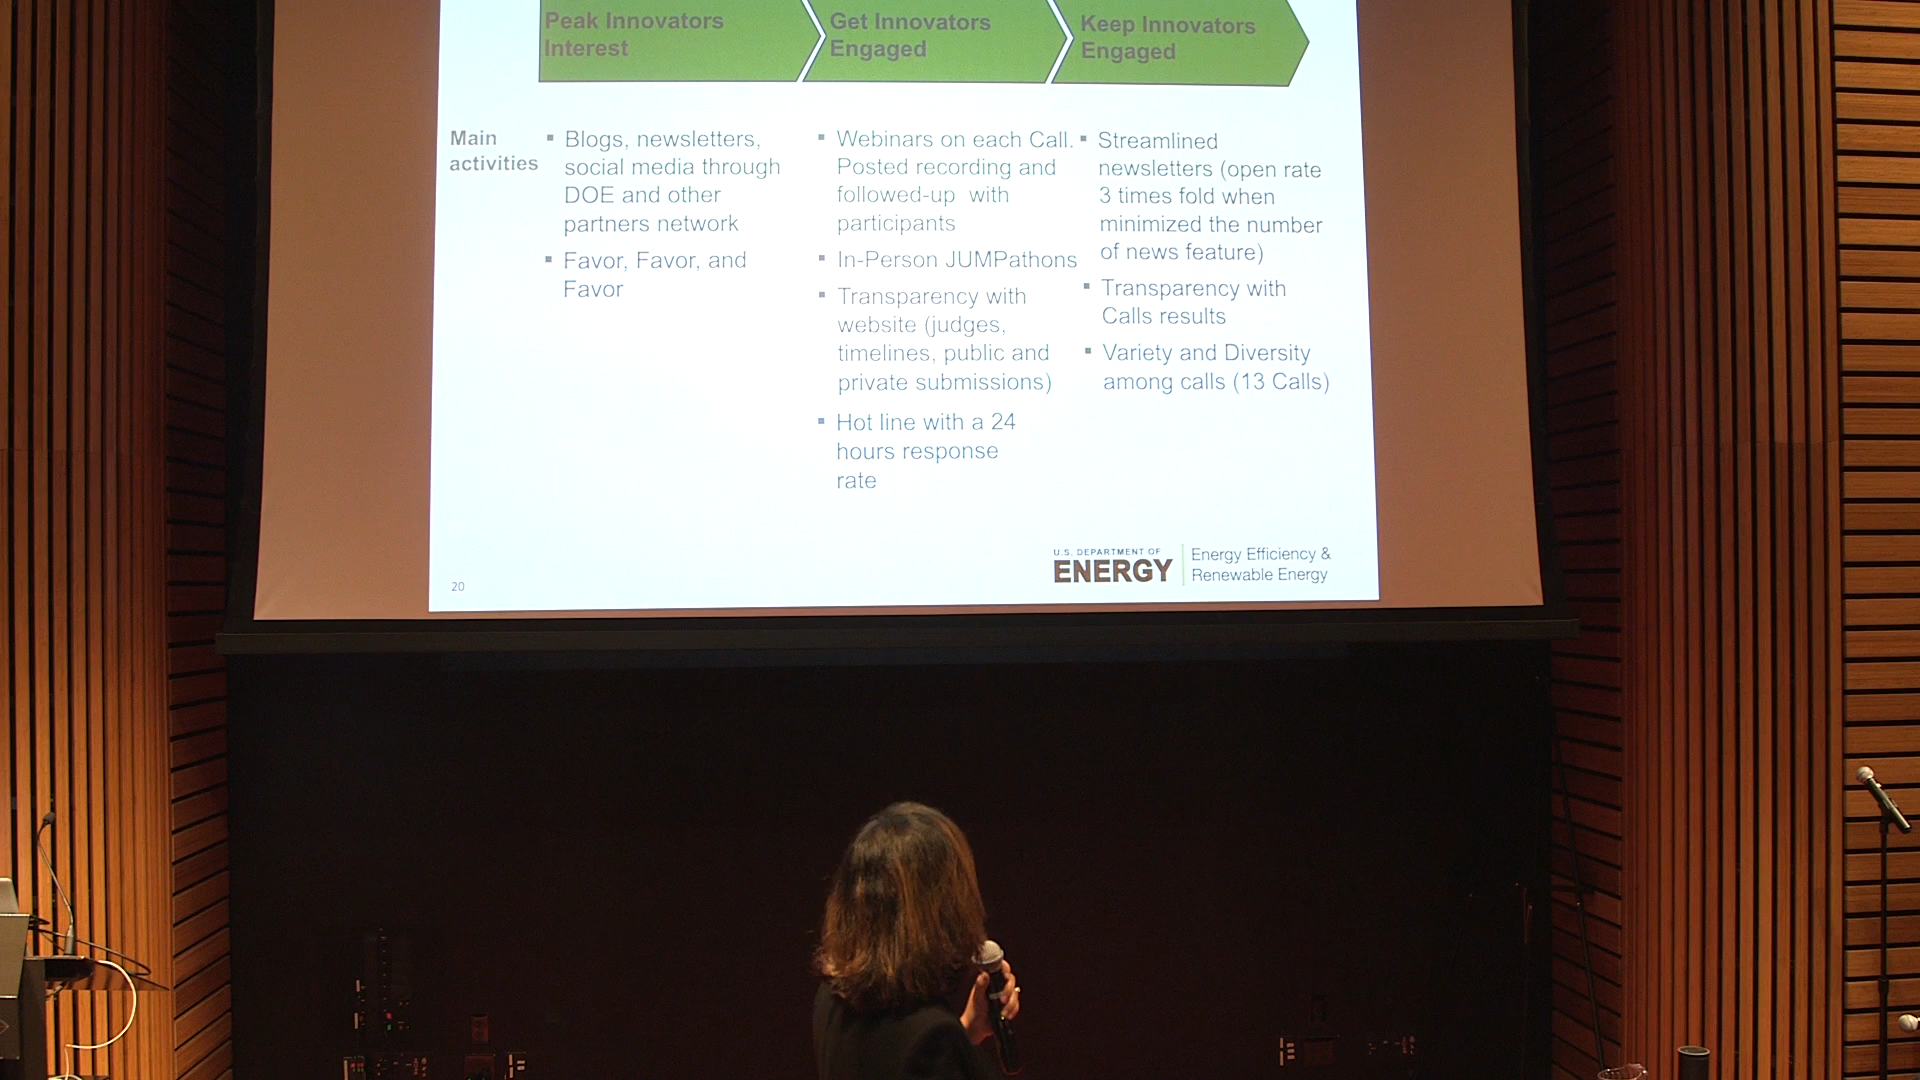 Peak Innovators
Interest
Get Innovators
Engaged
Keep Innovators
Engaged
Main
activities
▪ Blogs, newsletters,
social media through
DOE and other
partners network
▪ Favor, Favor, and
Favor
▪ Webinars on each Call.
Posted recording and
followed-up with
participants
▪ In-Person JUMPathons
▪ Transparency with
website (judges,
timelines, public and
private submissions)
▪ Hot line with a 24
hours response
rate
▪ Streamlined
newsletters (open rate
3 times fold when
minimized the number
of news feature)
▪ Transparency with
Calls results
▪ Variety and Diversity
among calls (13 Calls)
20
U.S. DEPARTMENT OF
ENERGY
Energy Efficiency &
Renewable Energy